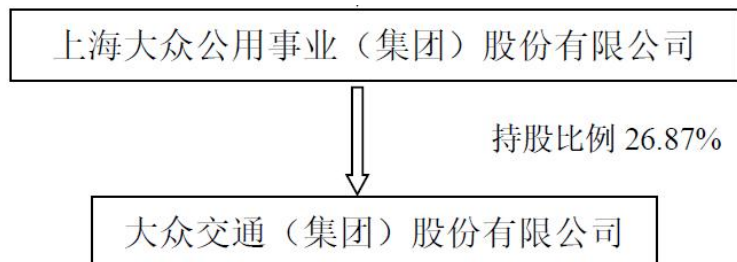 上海大众公用事业（集团）股份有限公司
持股比例 26.87%
大众交通（集团）股份有限公司